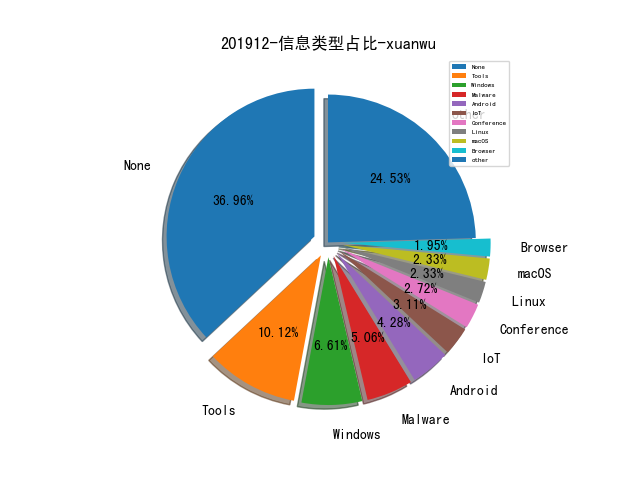 201912-信息类型占比-xuanwu
None
Tools
Windows
Malware
Android
IoT
Conference
Linux
macOS
Browser
other
other
24.53%
None
36.96%
1.95%
Browser
2.33%
macOS
2.33%
Linux
2.72%
Conference
3.11%
IoT
4.28%
Android
5.06%
Malware
6.61%
Windows
10.12%
Tools